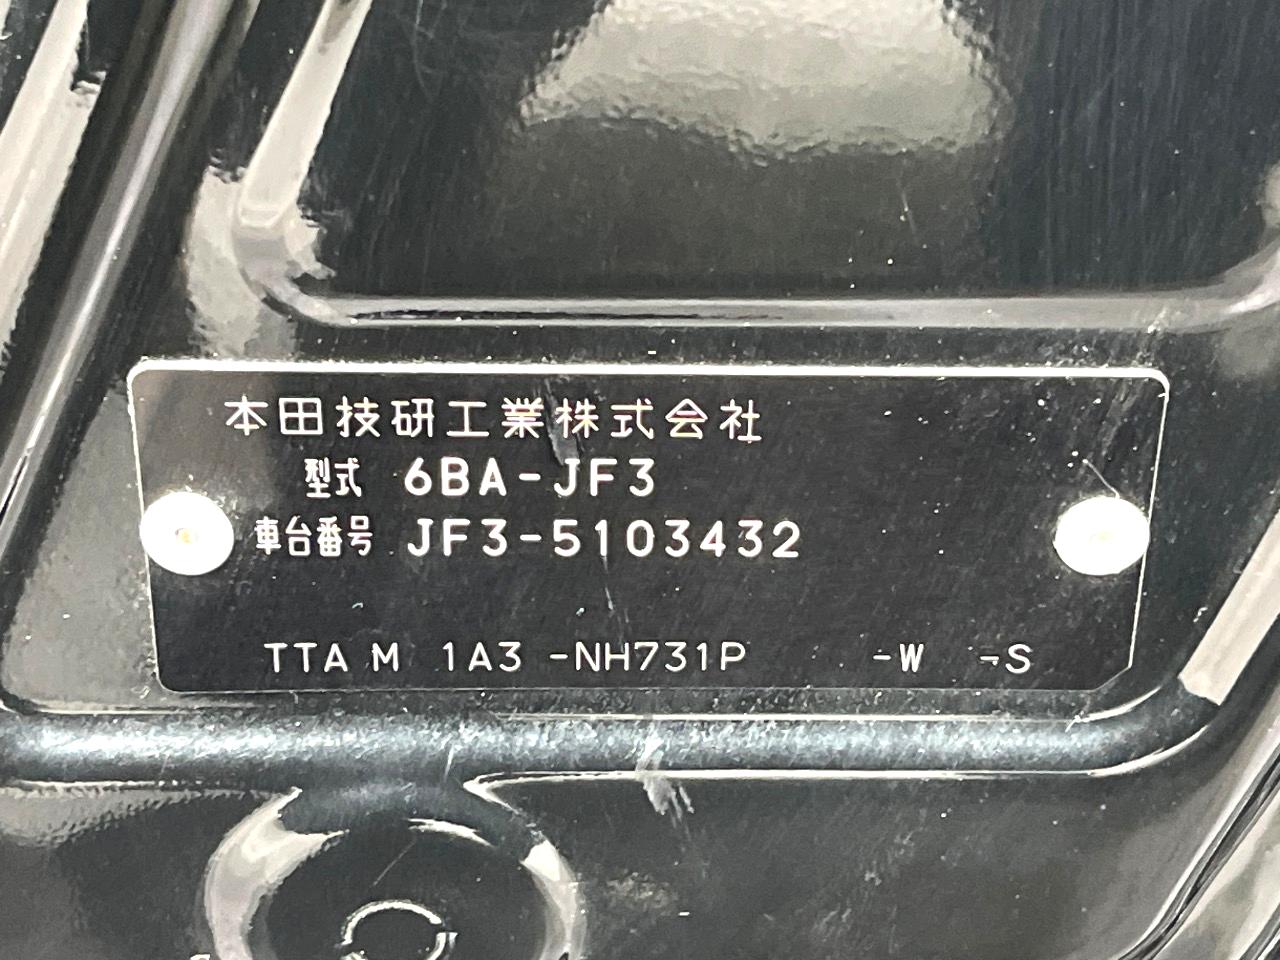 本田技研工業株式会社
型式 6BA-JF3
車台番号 JF3-5103432
TTA M 1A3 -NH731P -W -S